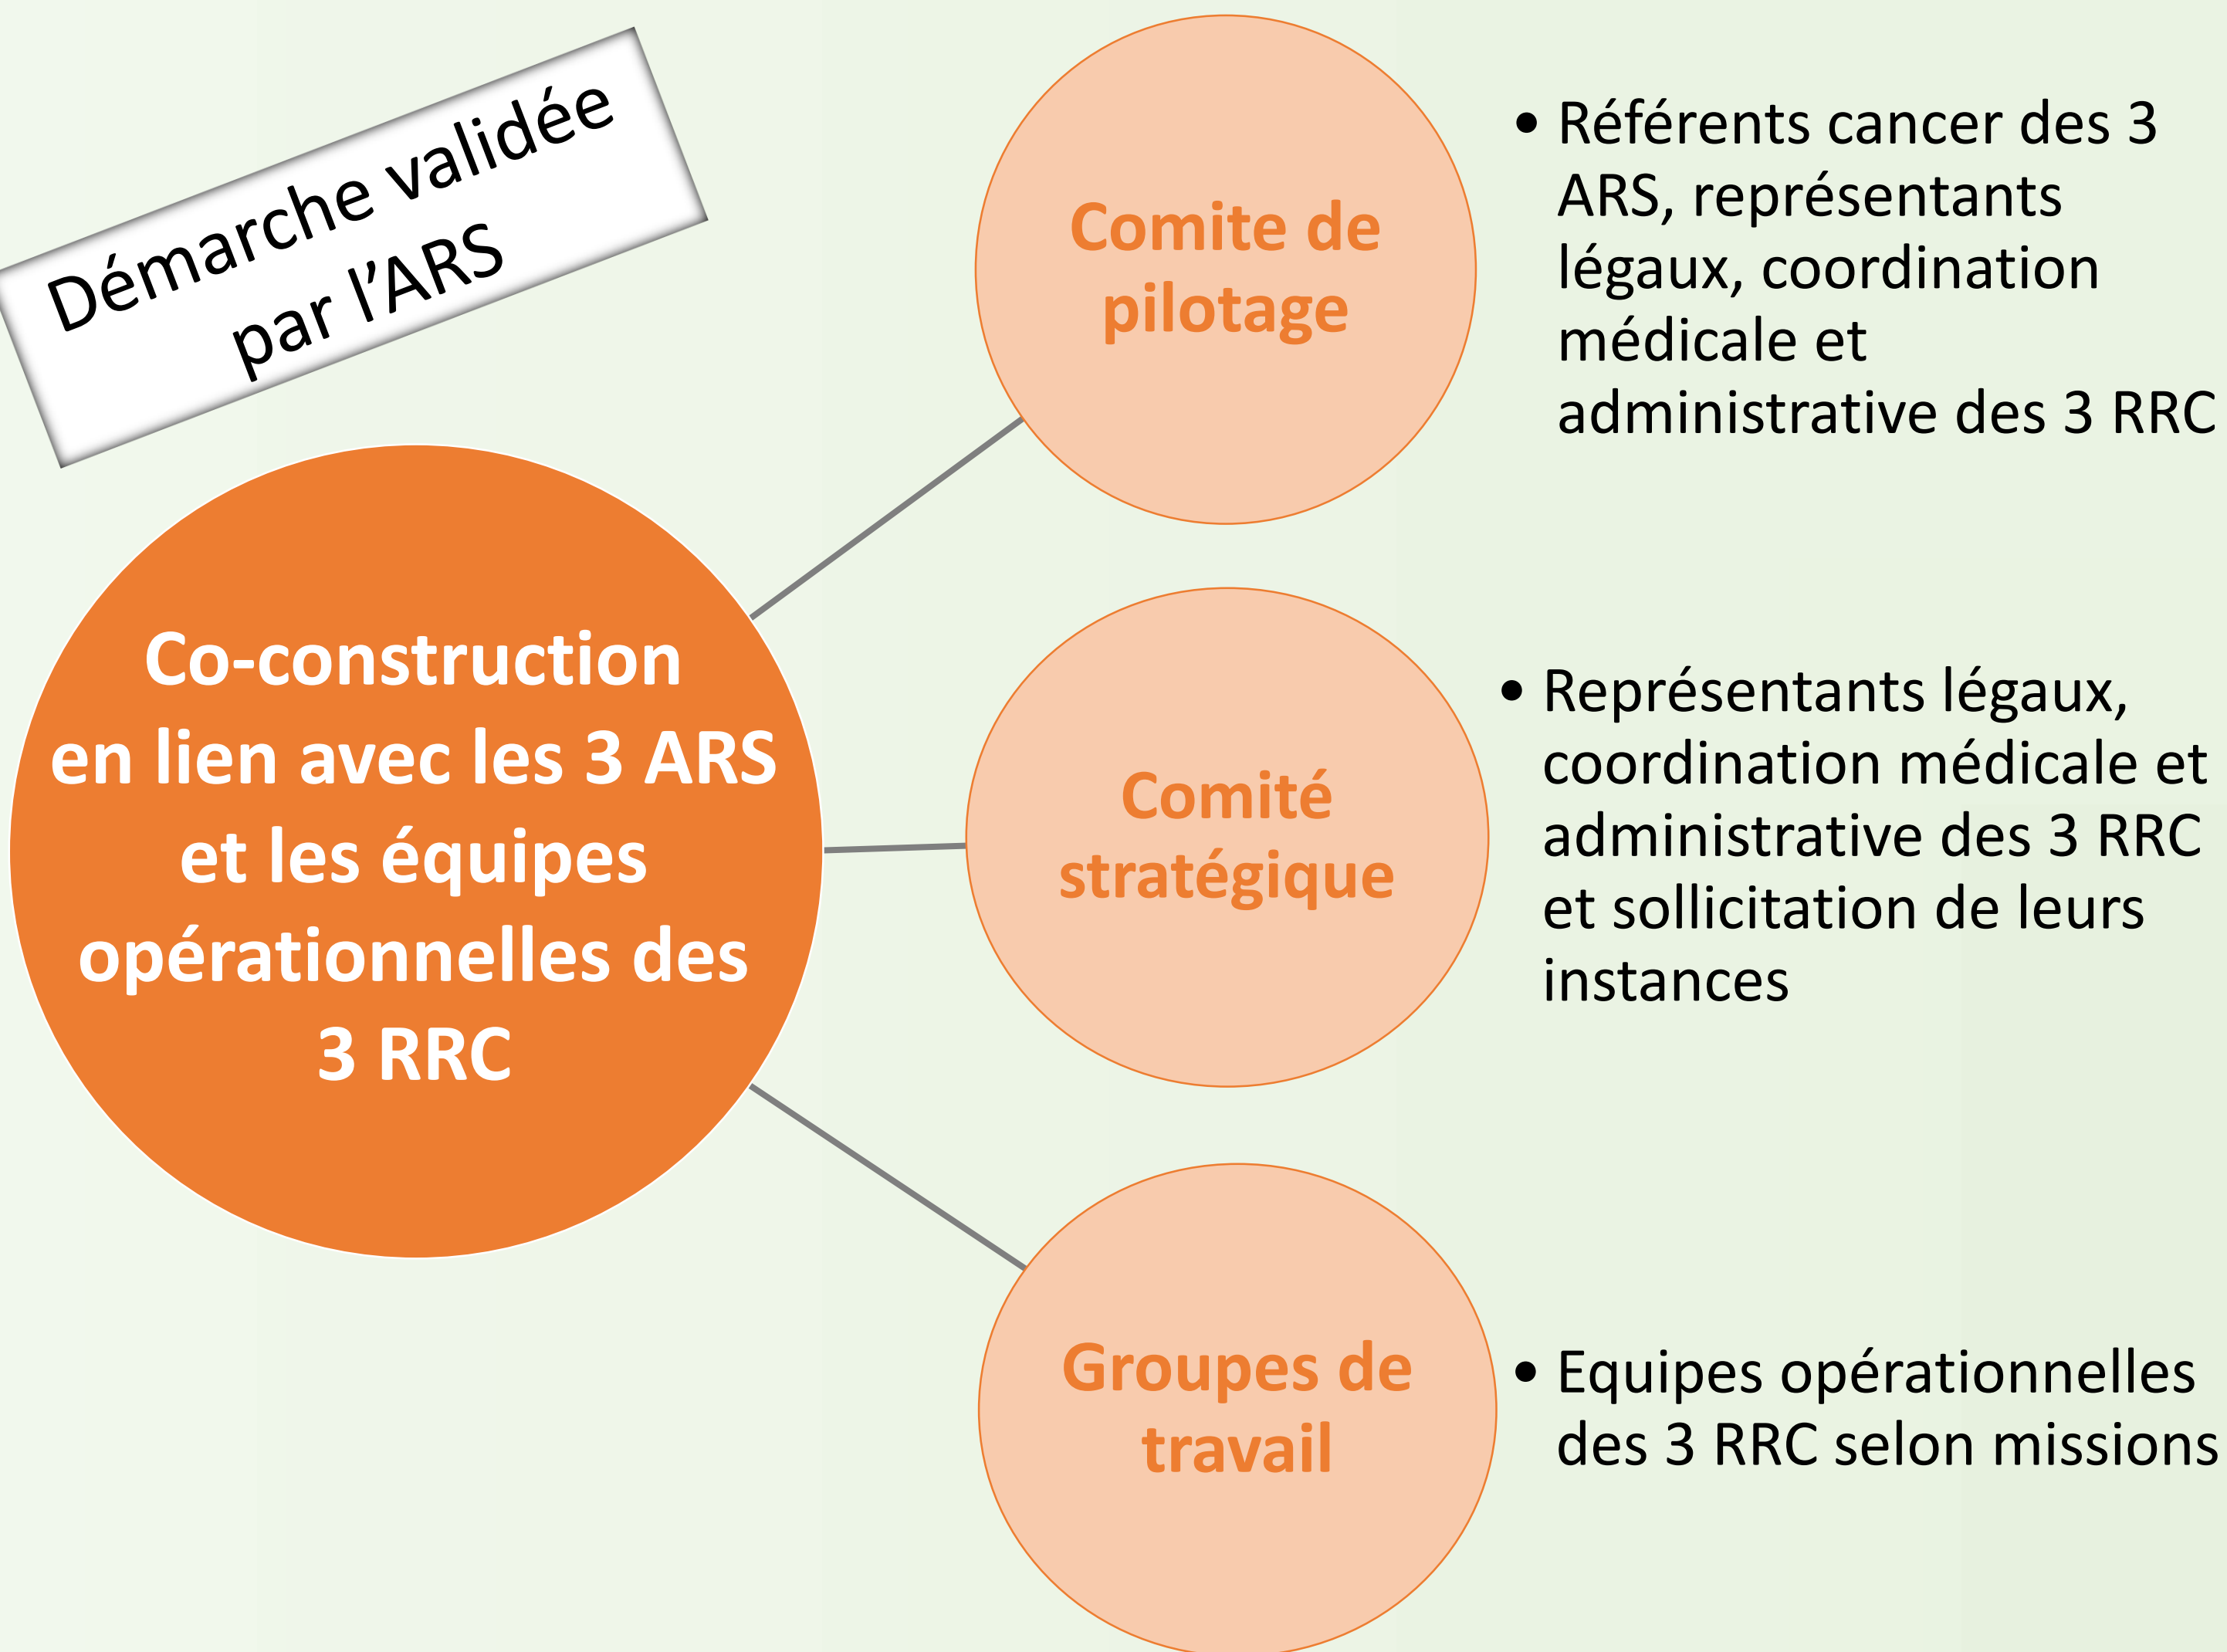 Démarche validée
par l’ARS
Co-construction
en lien avec les 3 ARS
et les équipes
opérationnelles des
3 RRC
Comite de
pilotage
• Référents cancer des 3
ARS, représentants
légaux, coordination
médicale et
administrative des 3 RRC
Comité
stratégique
• Représentants légaux,
coordination médicale et
administrative des 3 RRC
et sollicitation de leurs
instances
Groupes de
travail
• Equipes opérationnelles
des 3 RRC selon missions